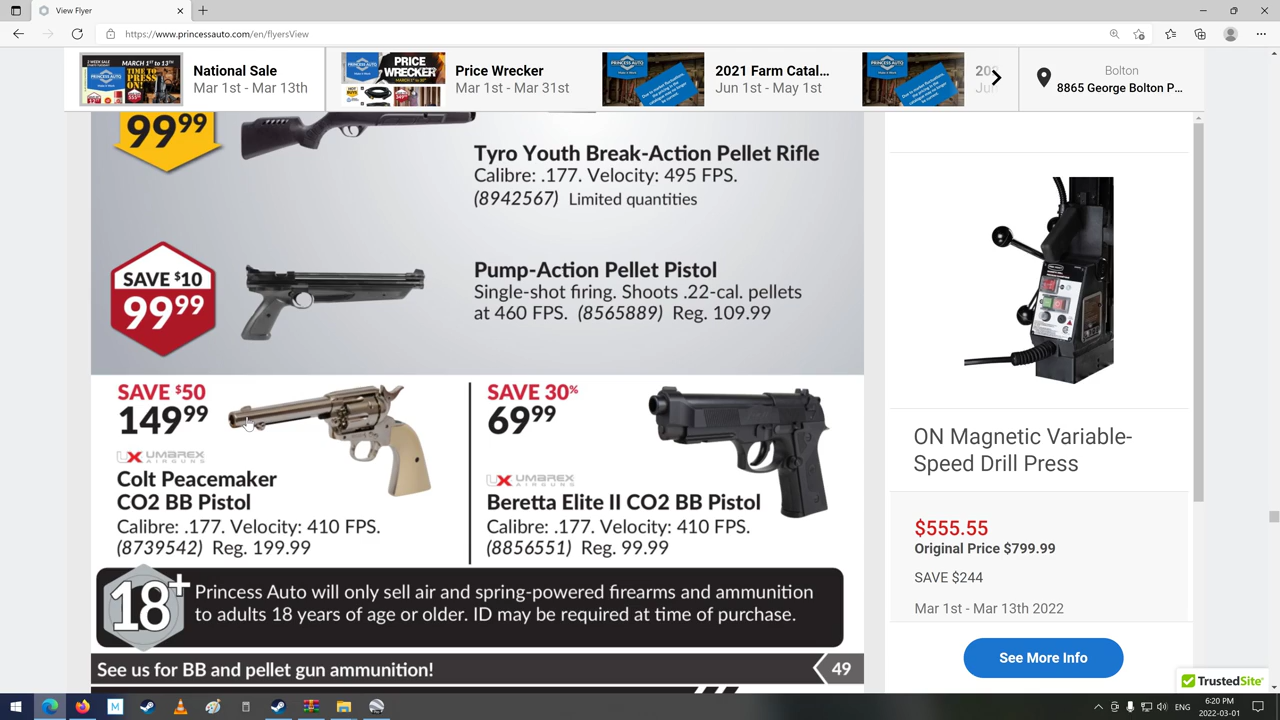 View Flyer
https://www.princessauto.com/en/flyersView
National Sale
Mar 1st - Mar 13th
Price Wrecker
Mar 1st - Mar 31st
2021 Farm Catal...
Jun 1st - May 1st
Bolton
8865 George Bolton P...
99 99
Tyro Youth Break-Action Pellet Rifle
Calibre: .177. Velocity: 495 FPS.
(8942567) Limited quantities
SAVE $10
99 99
Pump-Action Pellet Pistol
Single-shot firing. Shoots .22-cal. pellets
at 460 FPS. (8565889) Reg. 109.99
SAVE $50
149 99
UX UMAREX
AIRGUNS
Colt Peacemaker
CO2 BB Pistol
Calibre: .177. Velocity: 410 FPS.
(8739542) Reg. 199.99
SAVE 30%
69 99
UX UMAREX
AIRGUNS
Beretta Elite II CO2 BB Pistol
Calibre: .177. Velocity: 410 FPS.
(8856551) Reg. 99.99
18+
Princess Auto will only sell air and spring-powered firearms and ammunition
to adults 18 years of age or older. ID may be required at time of purchase.
See us for BB and pellet gun ammunition!
49
ON Magnetic Variable-
Speed Drill Press
$555.55
Original Price $799.99
SAVE $244
Mar 1st - Mar 13th 2022
See More Info
TrustedSite
ENG
6:20 PM
2022-03-01